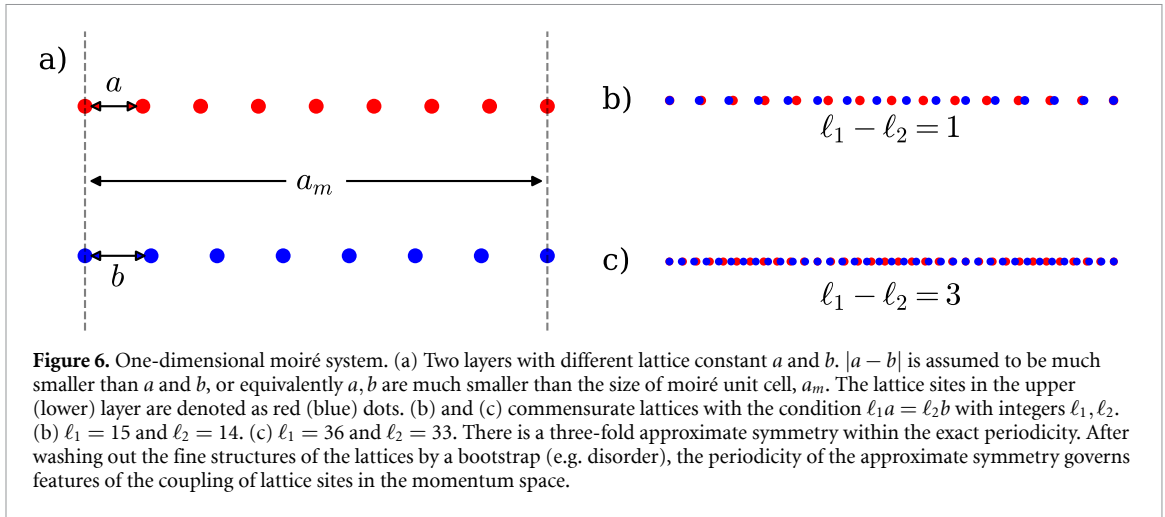 a)
a
a_m
b
b)
ℓ₁ − ℓ₂ = 1
c)
ℓ₁ − ℓ₂ = 3
Figure 6. One-dimensional moiré system. (a) Two layers with different lattice constant a and b. |a − b| is assumed to be much
smaller than a and b, or equivalently a, b are much smaller than the size of moiré unit cell, a_m. The lattice sites in the upper
(lower) layer are denoted as red (blue) dots. (b) and (c) commensurate lattices with the condition ℓ₁a = ℓ₂b with integers ℓ₁, ℓ₂.
(b) ℓ₁ = 15 and ℓ₂ = 14. (c) ℓ₁ = 36 and ℓ₂ = 33. There is a three-fold approximate symmetry within the exact periodicity. After
washing out the fine structures of the lattices by a bootstrap (e.g. disorder), the periodicity of the approximate symmetry governs
features of the coupling of lattice sites in the momentum space.